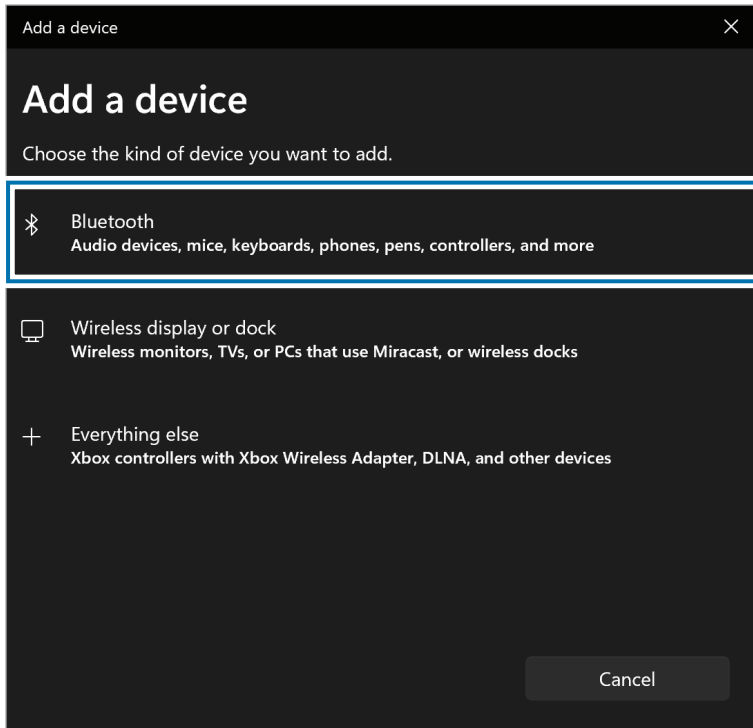 Add a device
Add a device
Choose the kind of device you want to add.
Bluetooth
Audio devices, mice, keyboards, phones, pens, controllers, and more
Wireless display or dock
Wireless monitors, TVs, or PCs that use Miracast, or wireless docks
Everything else
Xbox controllers with Xbox Wireless Adapter, DLNA, and other devices
Cancel